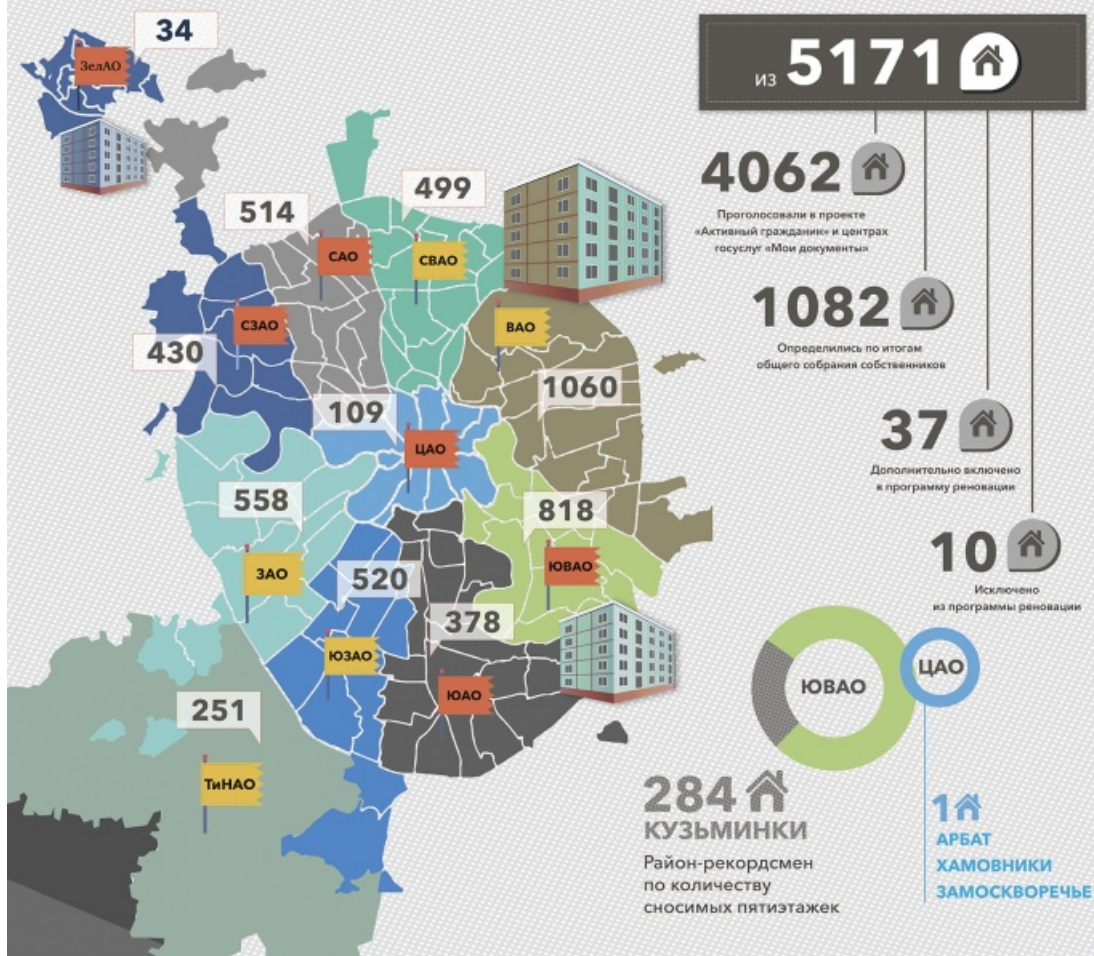 34
ЗелАО
из 5171
4062
Проголосовали в проекте
«Активный гражданин» и центрах
госуслуг «Мои документы»
499
514
САО
СВАО
1082
Определились по итогам
общего собрания собственников
СЗАО
ВАО
430
1060
109
ЦАО
37
Дополнительно включено
в программу реновации
558
818
10
Исключено
из программы реновации
ЗАО
520
ЮВАО
378
ЮЗАО
ЮАО
ЮВАО
ЦАО
251
ТиНАО
284
КУЗЬМИНКИ
Район-рекордсмен
по количеству
сносимых пятиэтажек
1
АРБАТ
ХАМОВНИКИ
ЗАМОСКВОРЕЧЬЕ